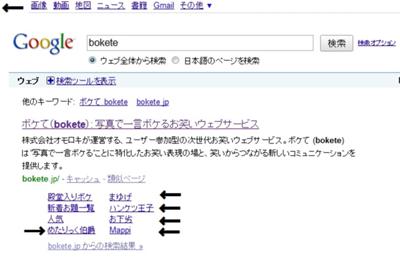 画像 動画 地図 ニュース 書籍 Gmail その他 ▼
Google bokete 検索 検索オプション
ウェブ全体から検索 日本語のページを検索
ウェブ 検索ツールを表示
他のキーワード: ボケて bokete bokete jp
ボケて(bokete): 写真で一言ボケるお笑いウェブサービス
株式会社オモロキが運営する、ユーザー参加型の次世代お笑いウェブサービス。ボケて (bokete)
は「写真で一言ボケる」ことに特化したお笑い表現の場と、笑いからつながる新しいコミュニケーションを
提供します。
bokete.jp/ - キャッシュ - 類似ページ
殿堂入りボケ まゆげ
新着お題一覧 ハンケツ王子
人気 お下劣
めたりっく伯爵 Mappi
bokete.jp からの検索結果 »